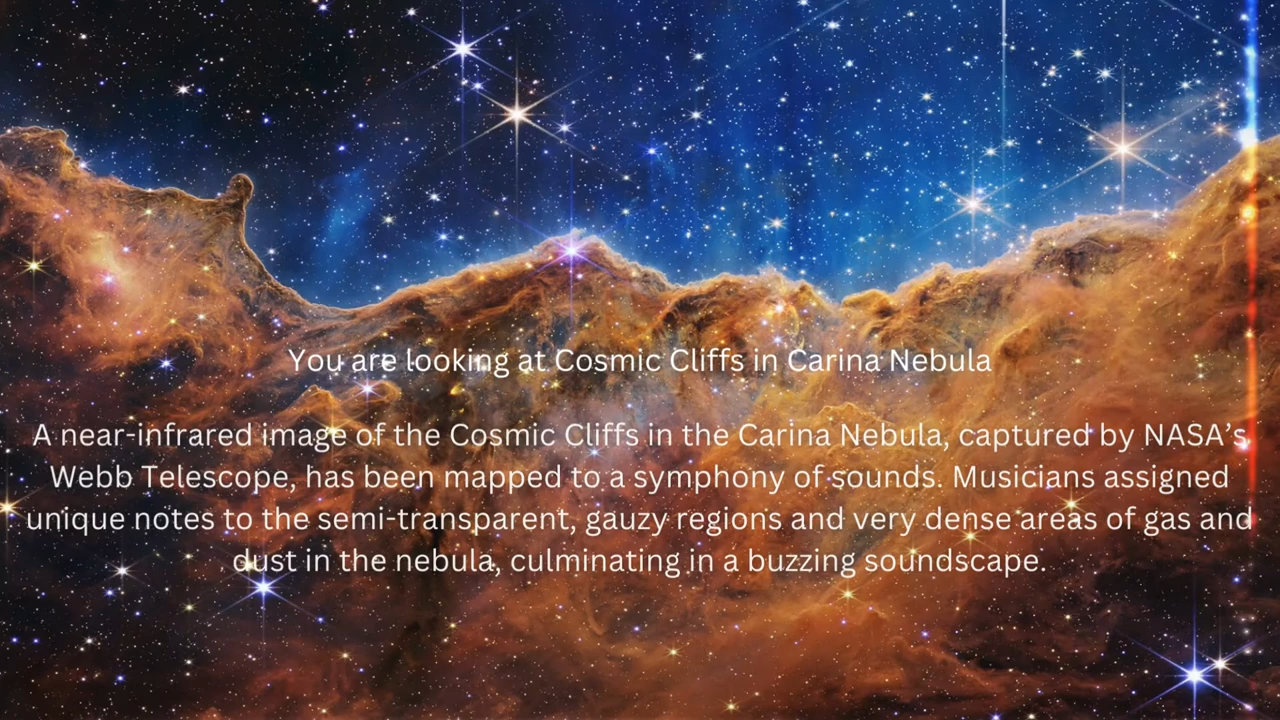 You are looking at Cosmic Cliffs in Carina Nebula
A near-infrared image of the Cosmic Cliffs in the Carina Nebula, captured by NASA’s
Webb Telescope, has been mapped to a symphony of sounds. Musicians assigned
unique notes to the semi-transparent, gauzy regions and very dense areas of gas and
dust in the nebula, culminating in a buzzing soundscape.